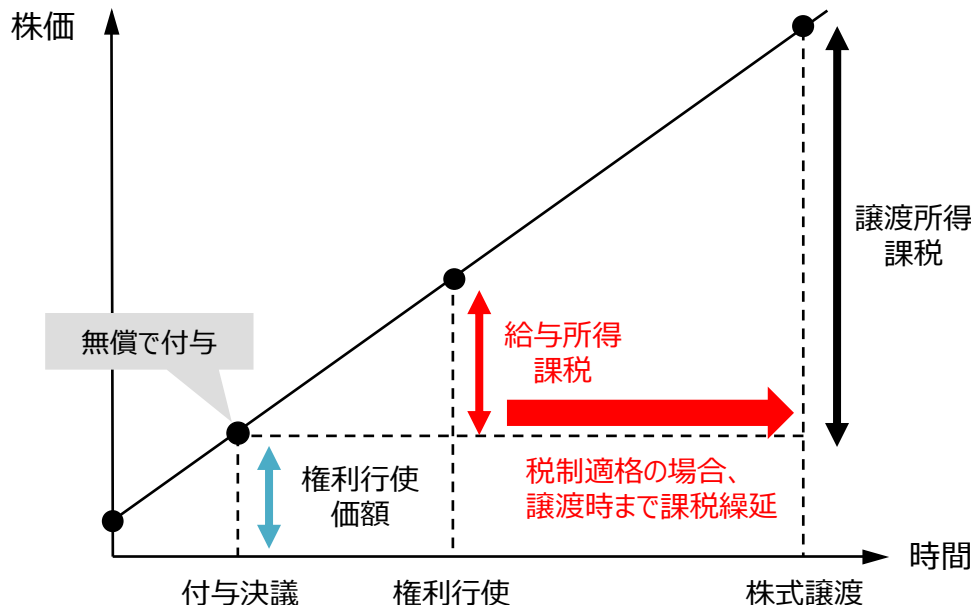 株価
無償で付与
権利行使
価額
給与所得
課税
税制適格の場合、
譲渡時まで課税繰延
譲渡所得
課税
時間
付与決議
権利行使
株式譲渡